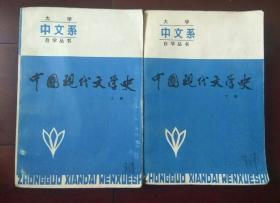 大学
中文系
自学丛书
中国现代文学史
上册
ZHONGGUO XIANDAI WENXUESHI
大学
中文系
自学丛书
中国现代文学史
下册
ZHONGGUO XIANDAI WENXUESHI